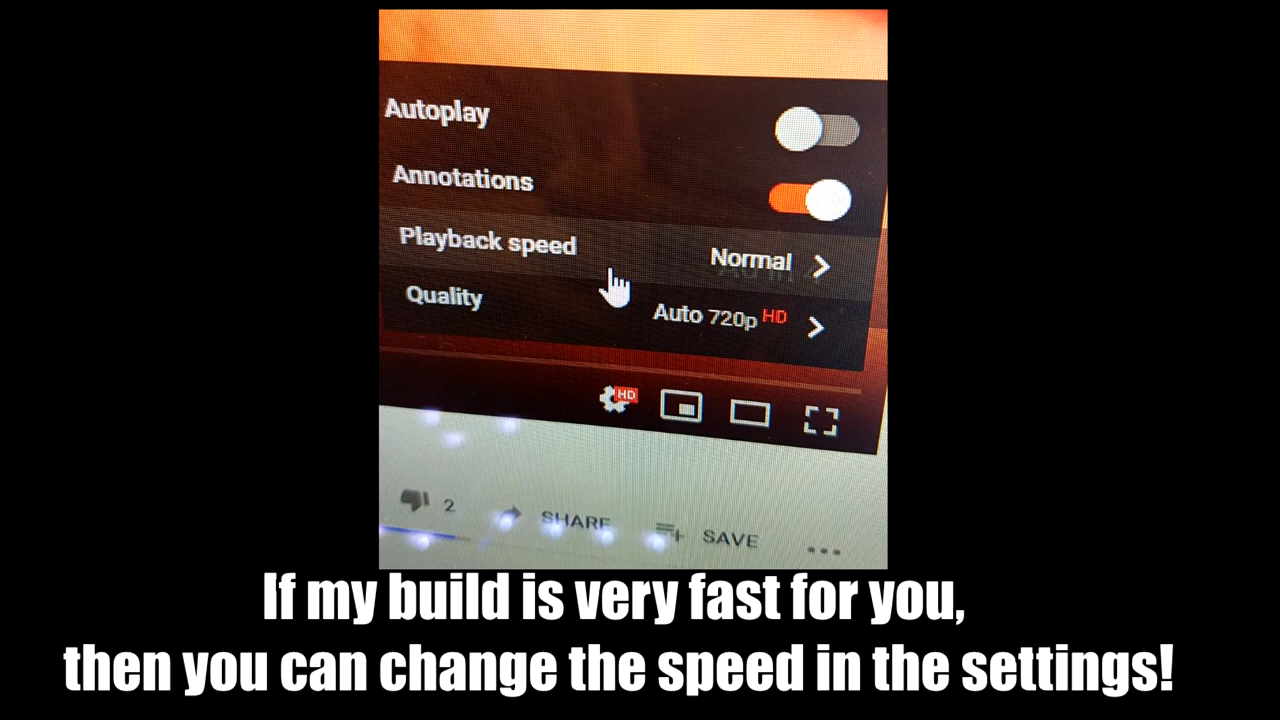 Autoplay
Annotations
Playback speed Normal
Quality Auto 720p HD
HD
2 SHARE SAVE
If my build is very fast for you,
then you can change the speed in the settings!